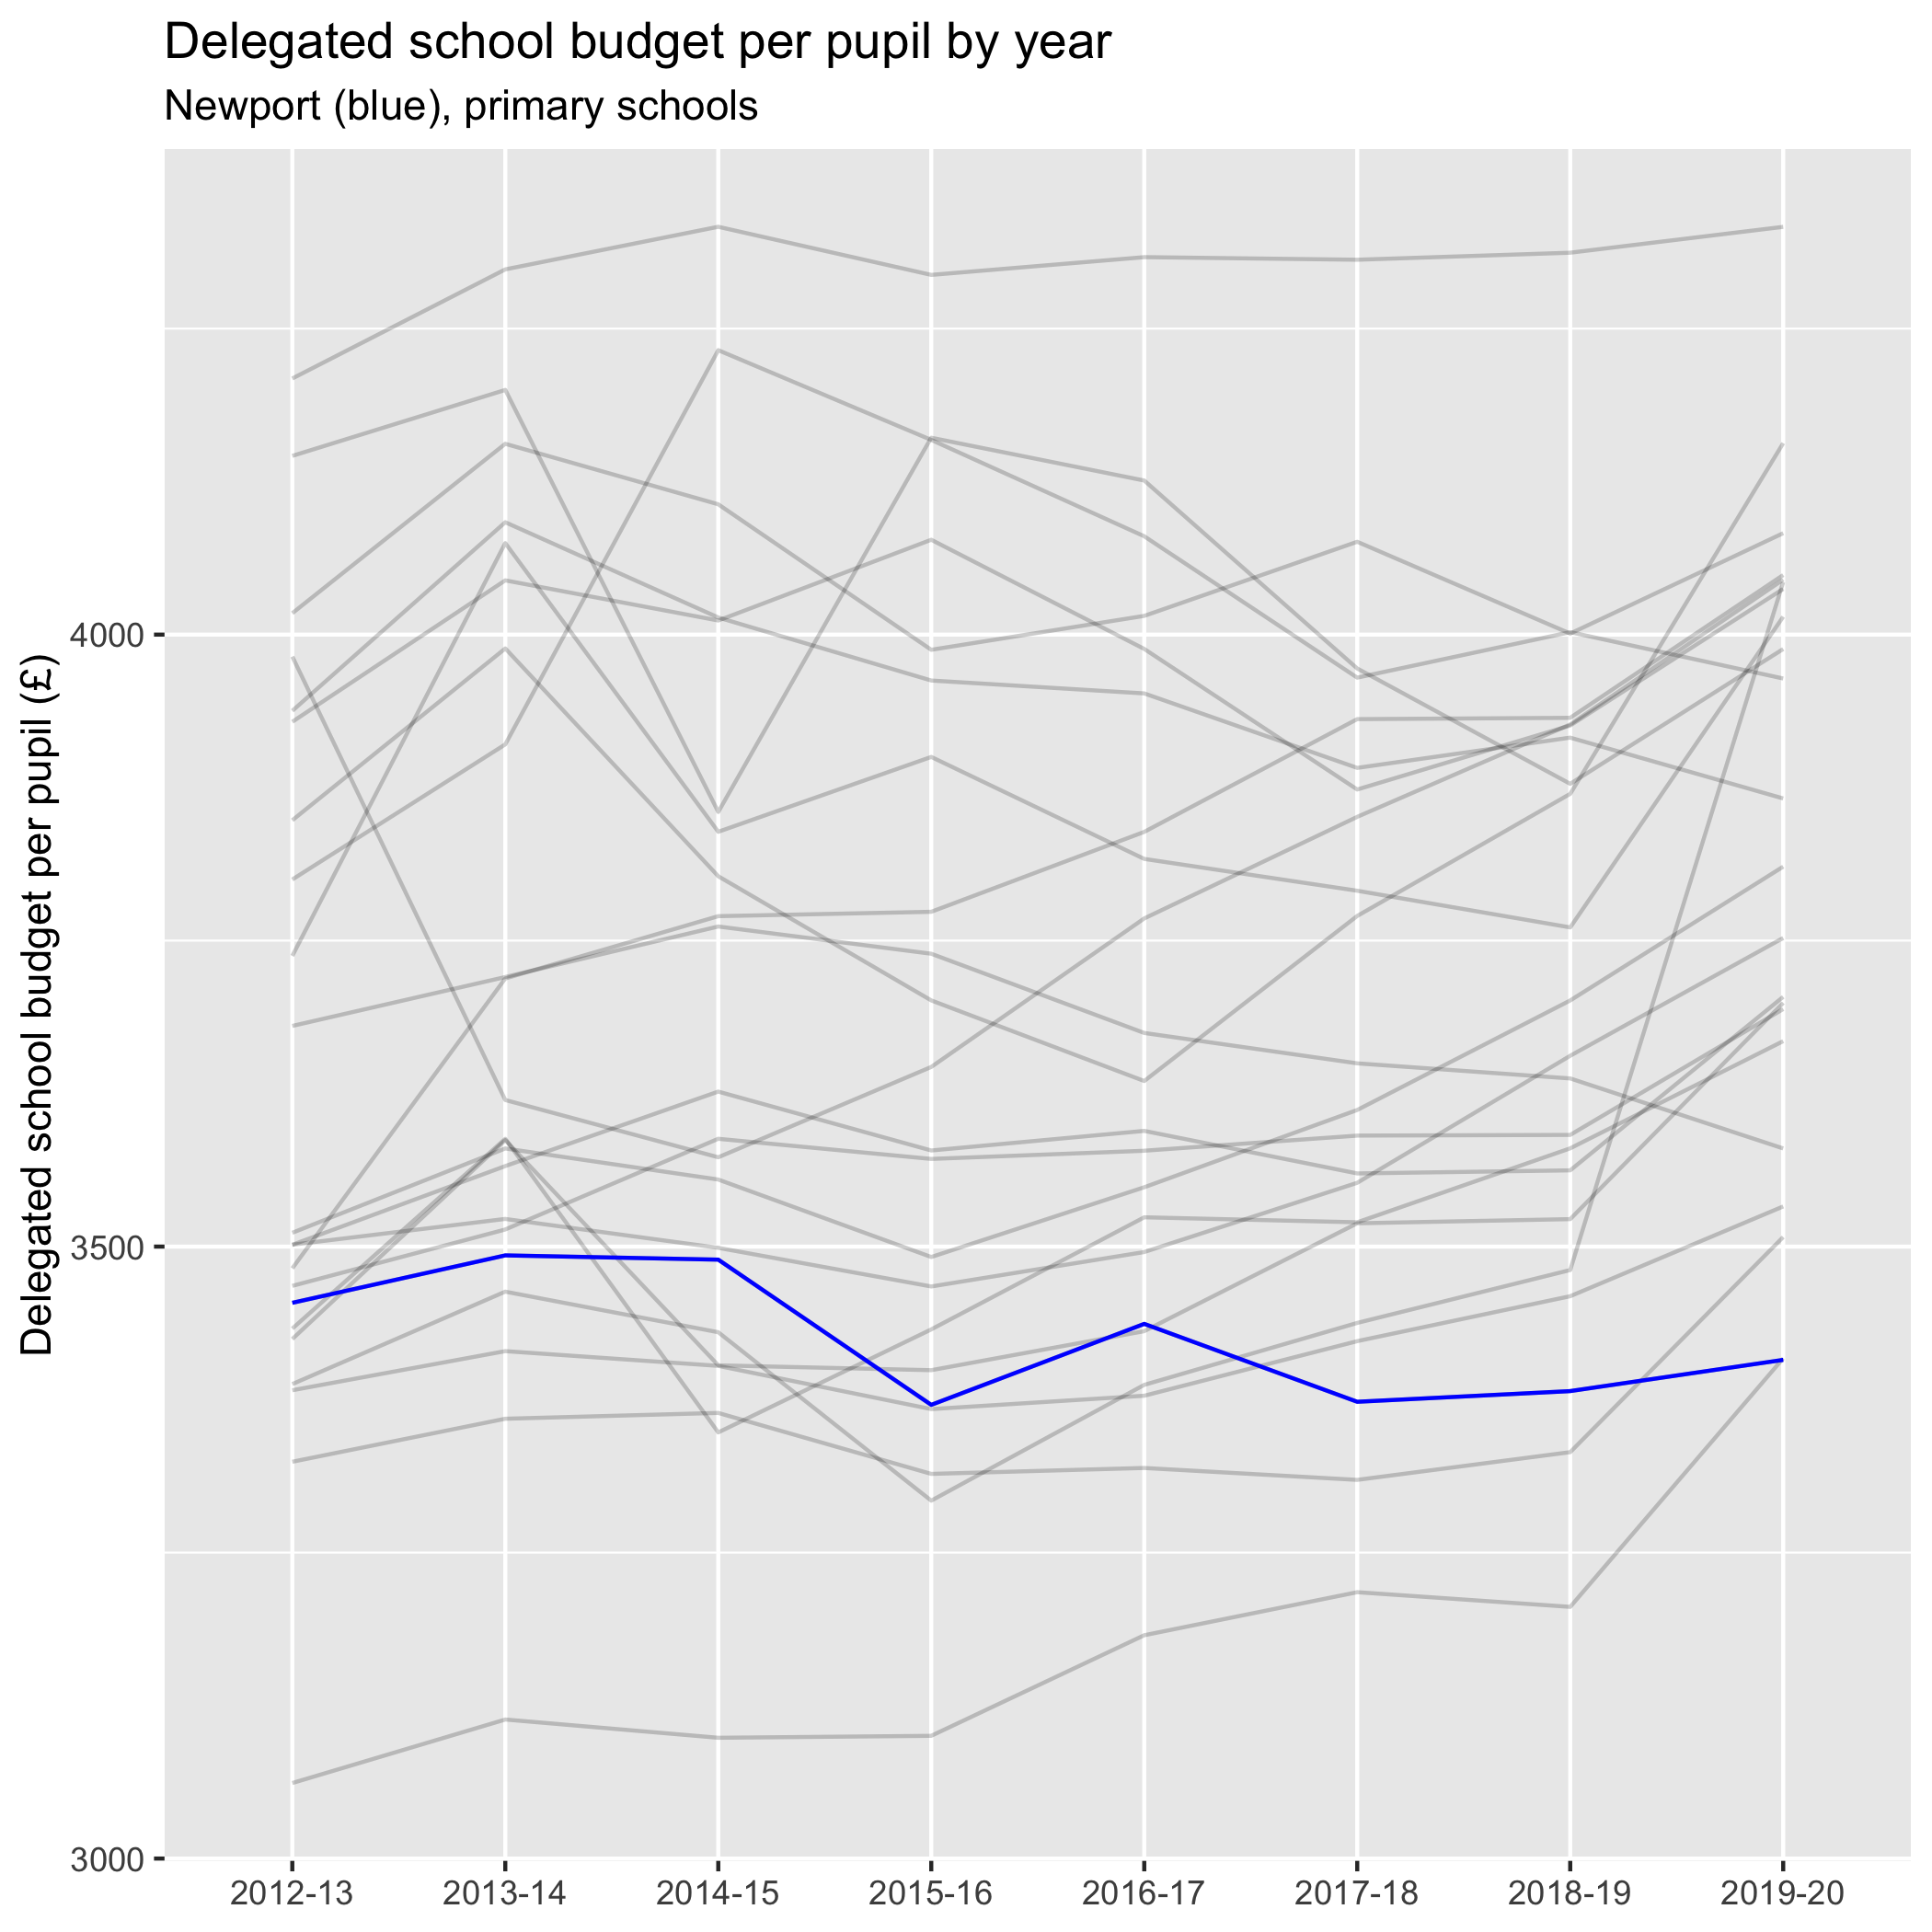 Delegated school budget per pupil by year
Newport (blue), primary schools
Delegated school budget per pupil (£)
4000
3500
3000
2012-13 2013-14 2014-15 2015-16 2016-17 2017-18 2018-19 2019-20